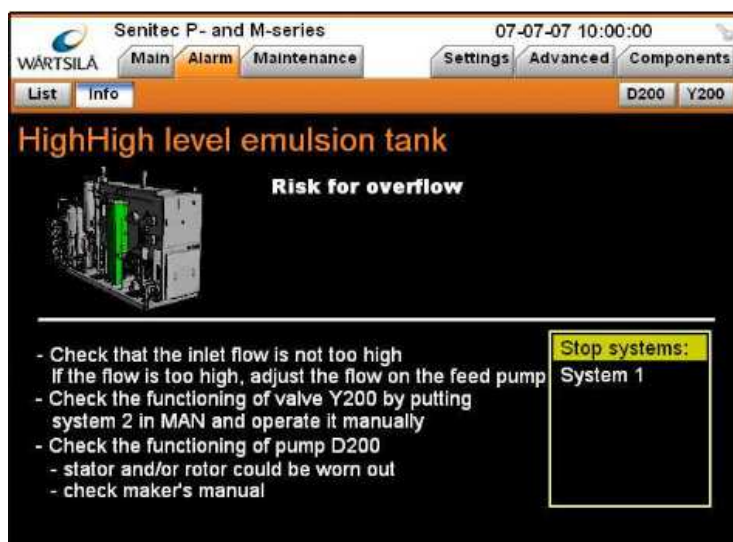 Senitec P- and M-series 07-07-07 10:00:00
WÄRTSILÄ Main Alarm Maintenance Settings Advanced Components
List Info D200 Y200
HighHigh level emulsion tank
Risk for overflow
- Check that the inlet flow is not too high
If the flow is too high, adjust the flow on the feed pump
- Check the functioning of valve Y200 by putting
system 2 in MAN and operate it manually
- Check the functioning of pump D200
- stator and/or rotor could be worn out
- check maker's manual
Stop systems:
System 1